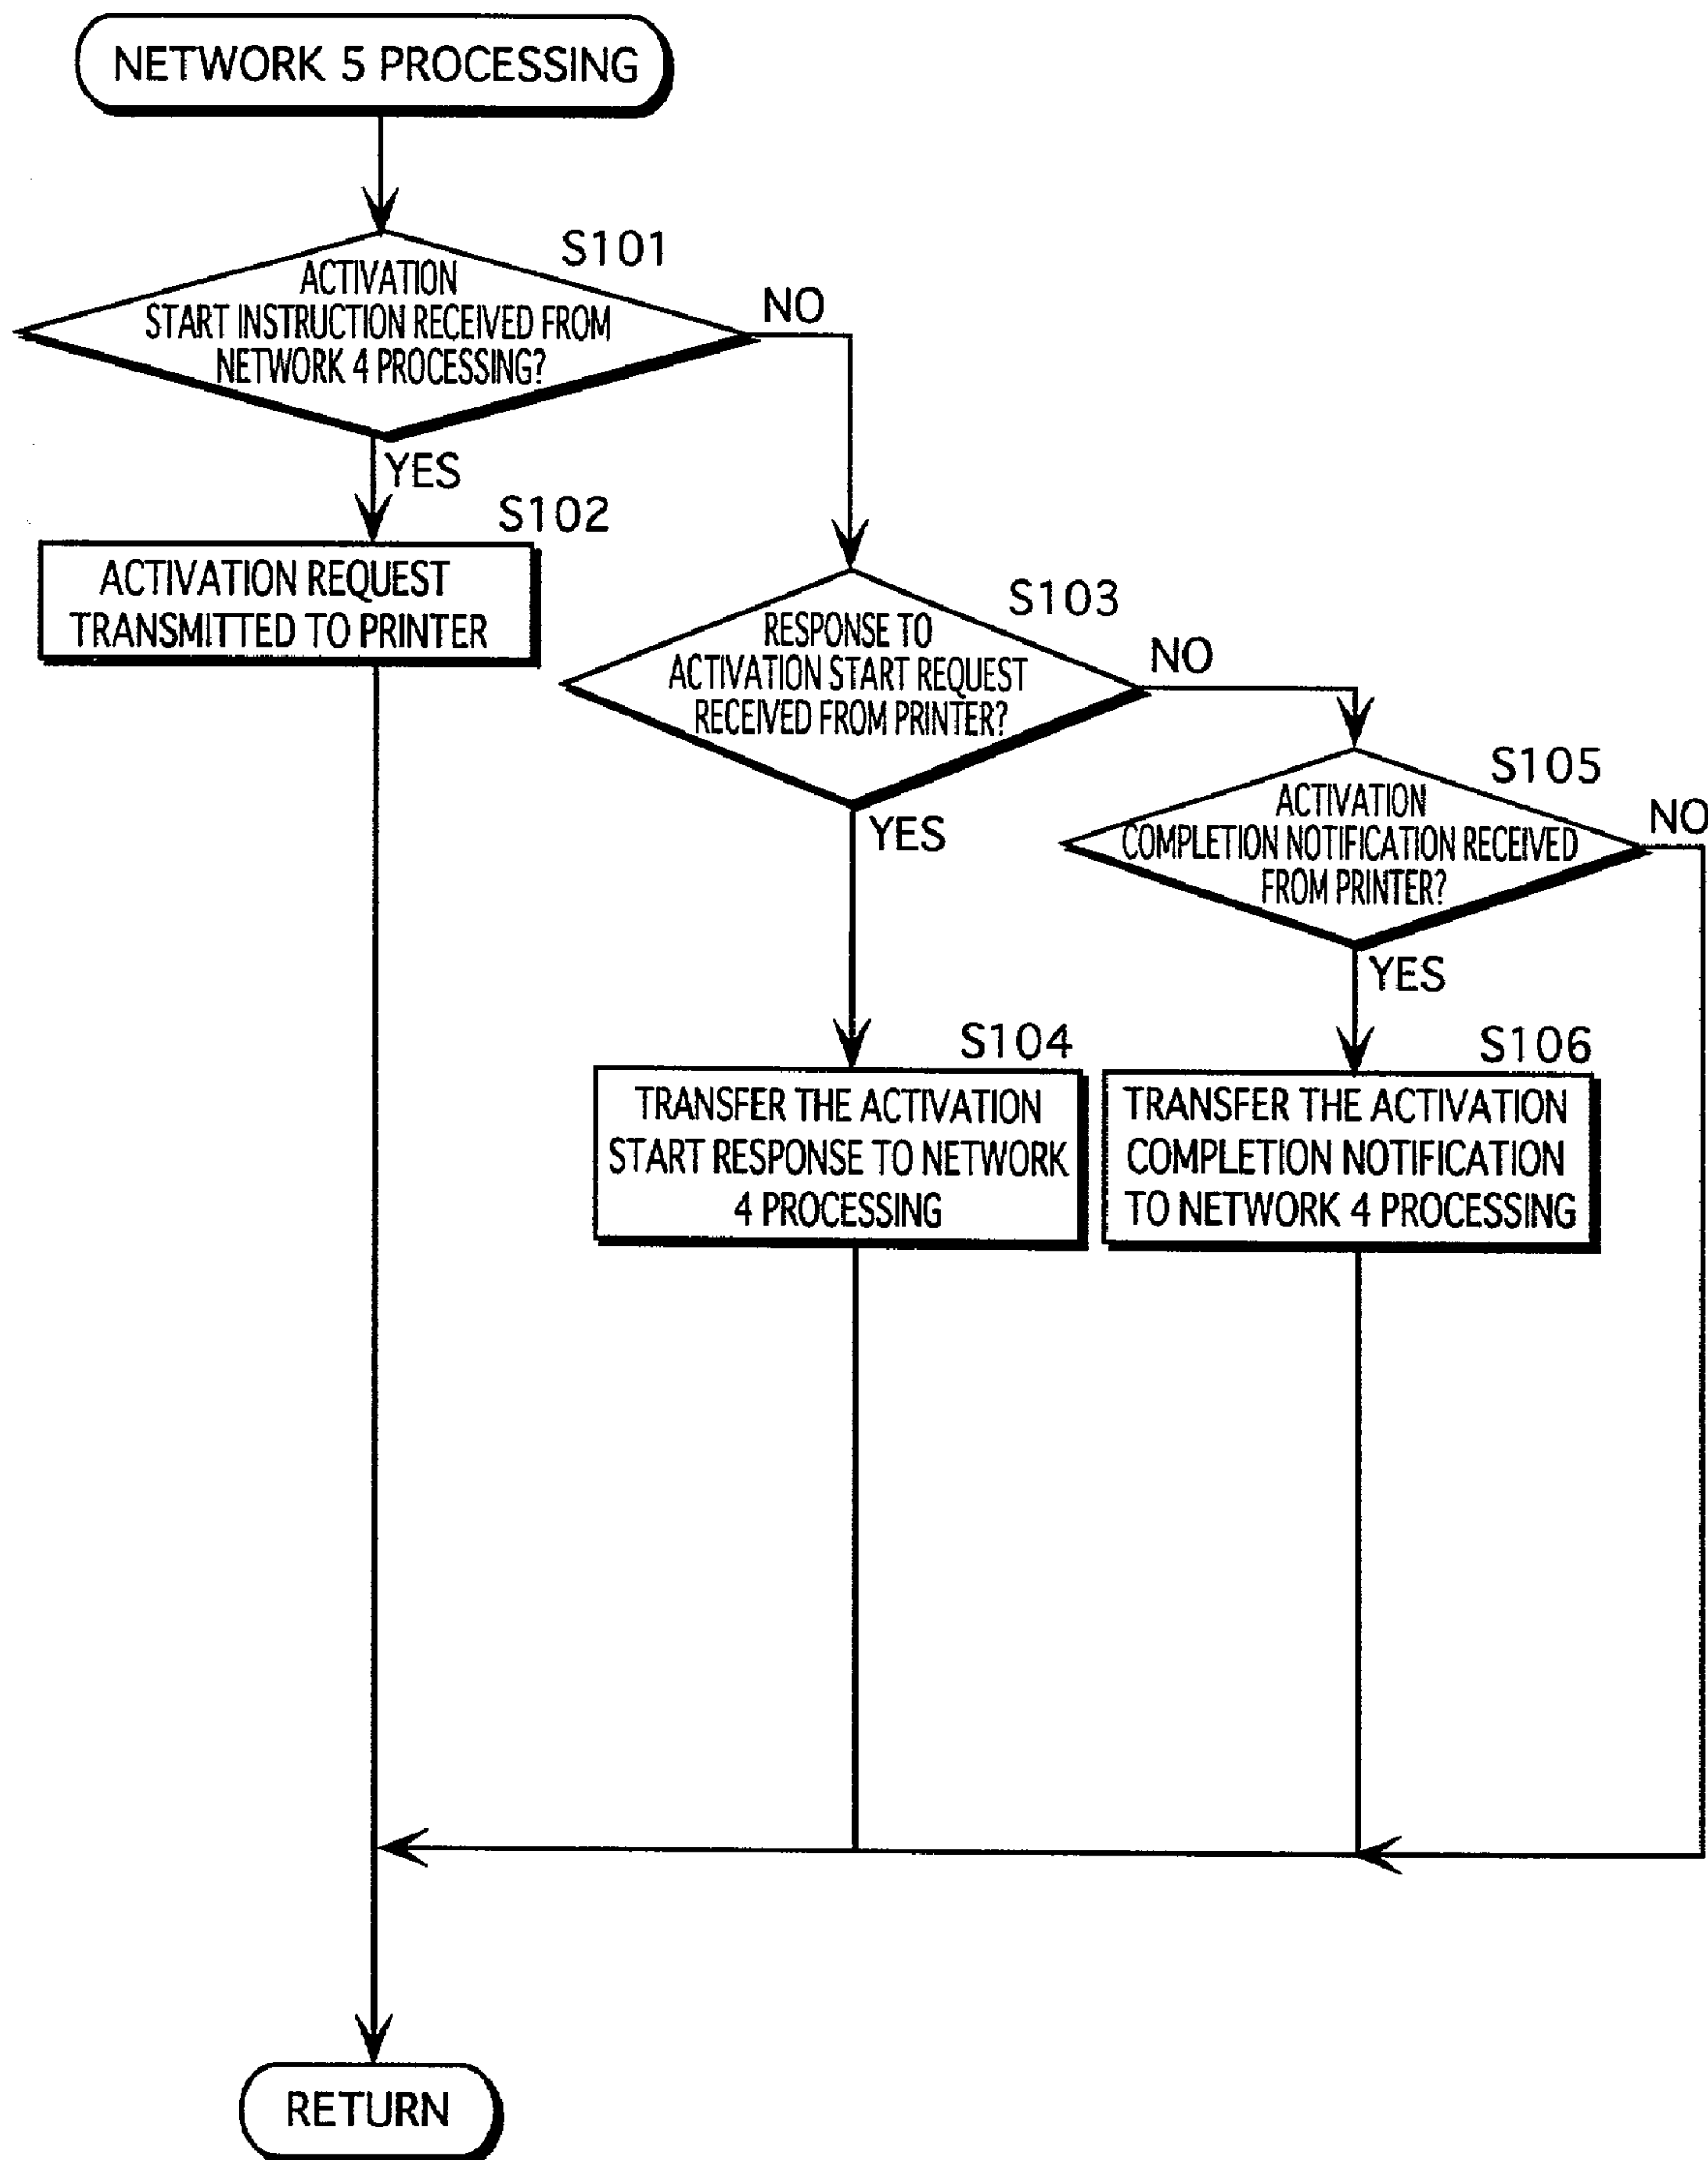 NETWORK 5 PROCESSING
S101
ACTIVATION
START INSTRUCTION RECEIVED FROM
NETWORK 4 PROCESSING?
NO
YES
S102
ACTIVATION REQUEST
TRANSMITTED TO PRINTER
S103
RESPONSE TO
ACTIVATION START REQUEST
RECEIVED FROM PRINTER?
NO
YES
S105
ACTIVATION
COMPLETION NOTIFICATION RECEIVED
FROM PRINTER?
NO
YES
S104
TRANSFER THE ACTIVATION
START RESPONSE TO NETWORK
4 PROCESSING
S106
TRANSFER THE ACTIVATION
COMPLETION NOTIFICATION
TO NETWORK 4 PROCESSING
RETURN